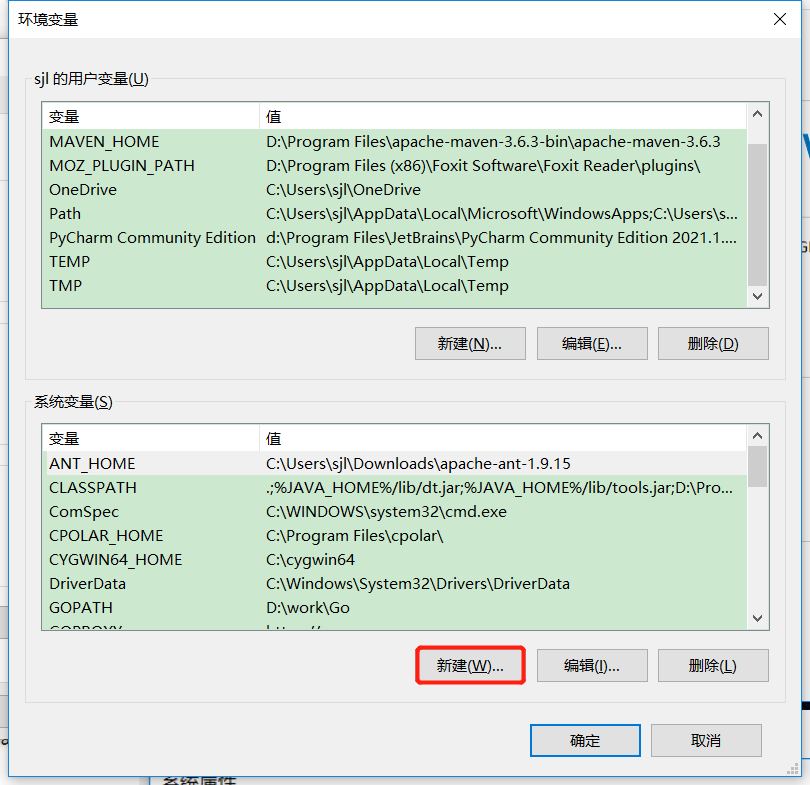 环境变量
sjl 的用户变量(U)
变量 值
MAVEN_HOME D:\Program Files\apache-maven-3.6.3-bin\apache-maven-3.6.3
MOZ_PLUGIN_PATH D:\Program Files (x86)\Foxit Software\Foxit Reader\plugins\
OneDrive C:\Users\sjl\OneDrive
Path C:\Users\sjl\AppData\Local\Microsoft\WindowsApps;C:\Users\s...
PyCharm Community Edition d:\Program Files\JetBrains\PyCharm Community Edition 2021.1....
TEMP C:\Users\sjl\AppData\Local\Temp
TMP C:\Users\sjl\AppData\Local\Temp
新建(N)... 编辑(E)... 删除(D)
系统变量(S)
变量 值
ANT_HOME C:\Users\sjl\Downloads\apache-ant-1.9.15
CLASSPATH .;%JAVA_HOME%/lib/dt.jar;%JAVA_HOME%/lib/tools.jar;D:\Pro...
ComSpec C:\WINDOWS\system32\cmd.exe
CPOLAR_HOME C:\Program Files\cpolar\
CYGWIN64_HOME C:\cygwin64
DriverData C:\Windows\System32\Drivers\DriverData
GOPATH D:\work\Go
新建(W)... 编辑(I)... 删除(L)
确定 取消
系统属性